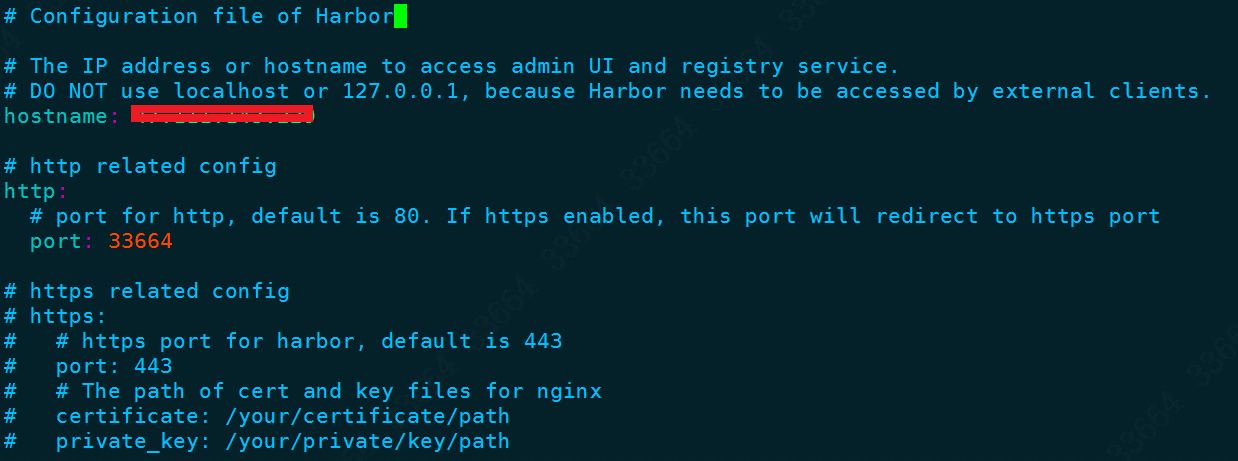 # Configuration file of Harbor
# The IP address or hostname to access admin UI and registry service.
# DO NOT use localhost or 127.0.0.1, because Harbor needs to be accessed by external clients.
hostname:
# http related config
http:
  # port for http, default is 80. If https enabled, this port will redirect to https port
  port: 33664
# https related config
# https:
#   # https port for harbor, default is 443
#   port: 443
#   # The path of cert and key files for nginx
#   certificate: /your/certificate/path
#   private_key: /your/private/key/path